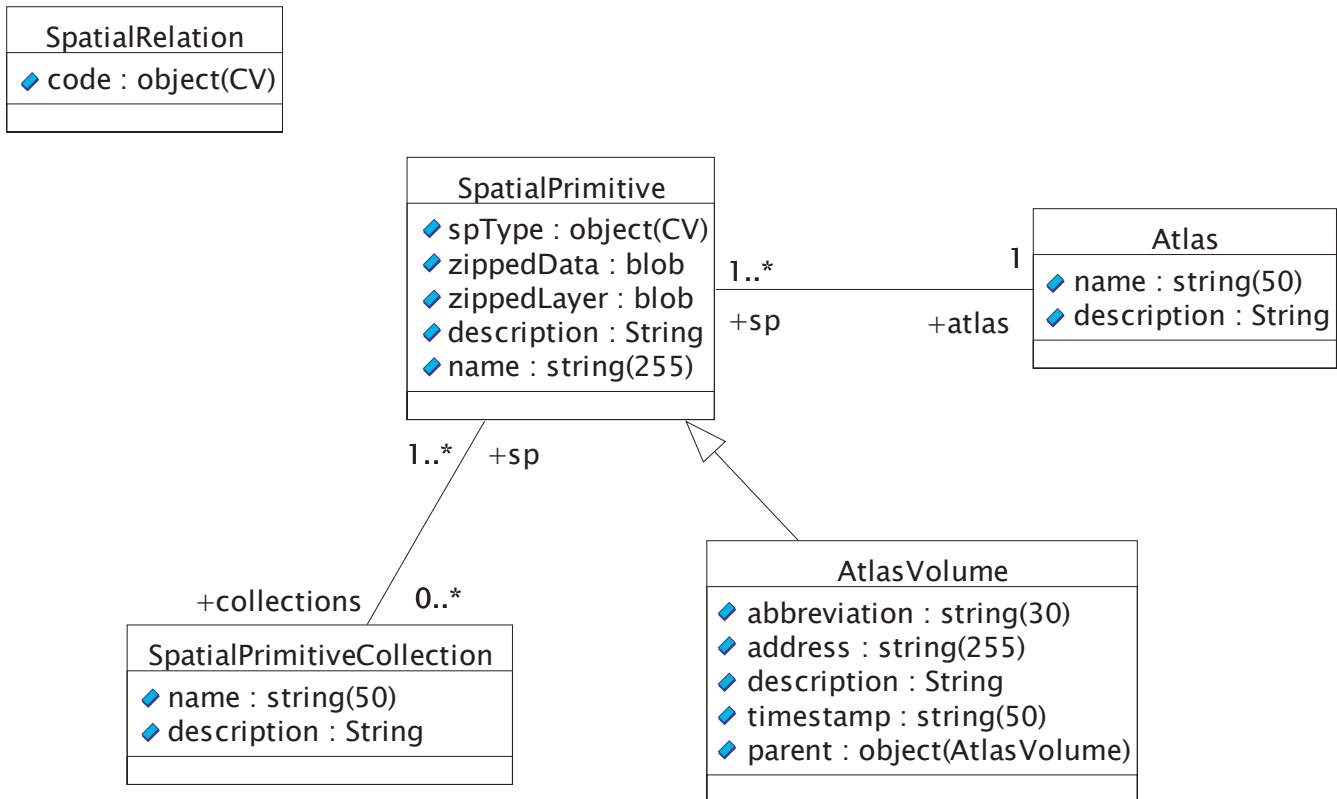 SpatialRelation
code : object(CV)
SpatialPrimitive
spType : object(CV)
zippedData : blob
zippedLayer : blob
description : String
name : string(255)
1..*
+sp
1
+atlas
Atlas
name : string(50)
description : String
1..*
+sp
+collections
0..*
SpatialPrimitiveCollection
name : string(50)
description : String
AtlasVolume
abbreviation : string(30)
address : string(255)
description : String
timestamp : string(50)
parent : object(AtlasVolume)